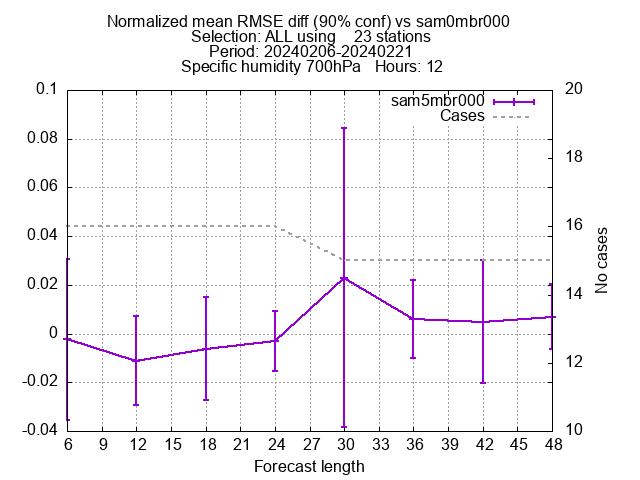 Normalized mean RMSE diff (90% conf) vs sam0mbr000
Selection: ALL using    23 stations
Period: 20240206-20240221
Specific humidity 700hPa   Hours: 12
sam5mbr000
Cases
0.1
0.08
0.06
0.04
0.02
0
-0.02
-0.04
20
18
16
14
12
10
No cases
6 9 12 15 18 21 24 27 30 33 36 39 42 45 48
Forecast length